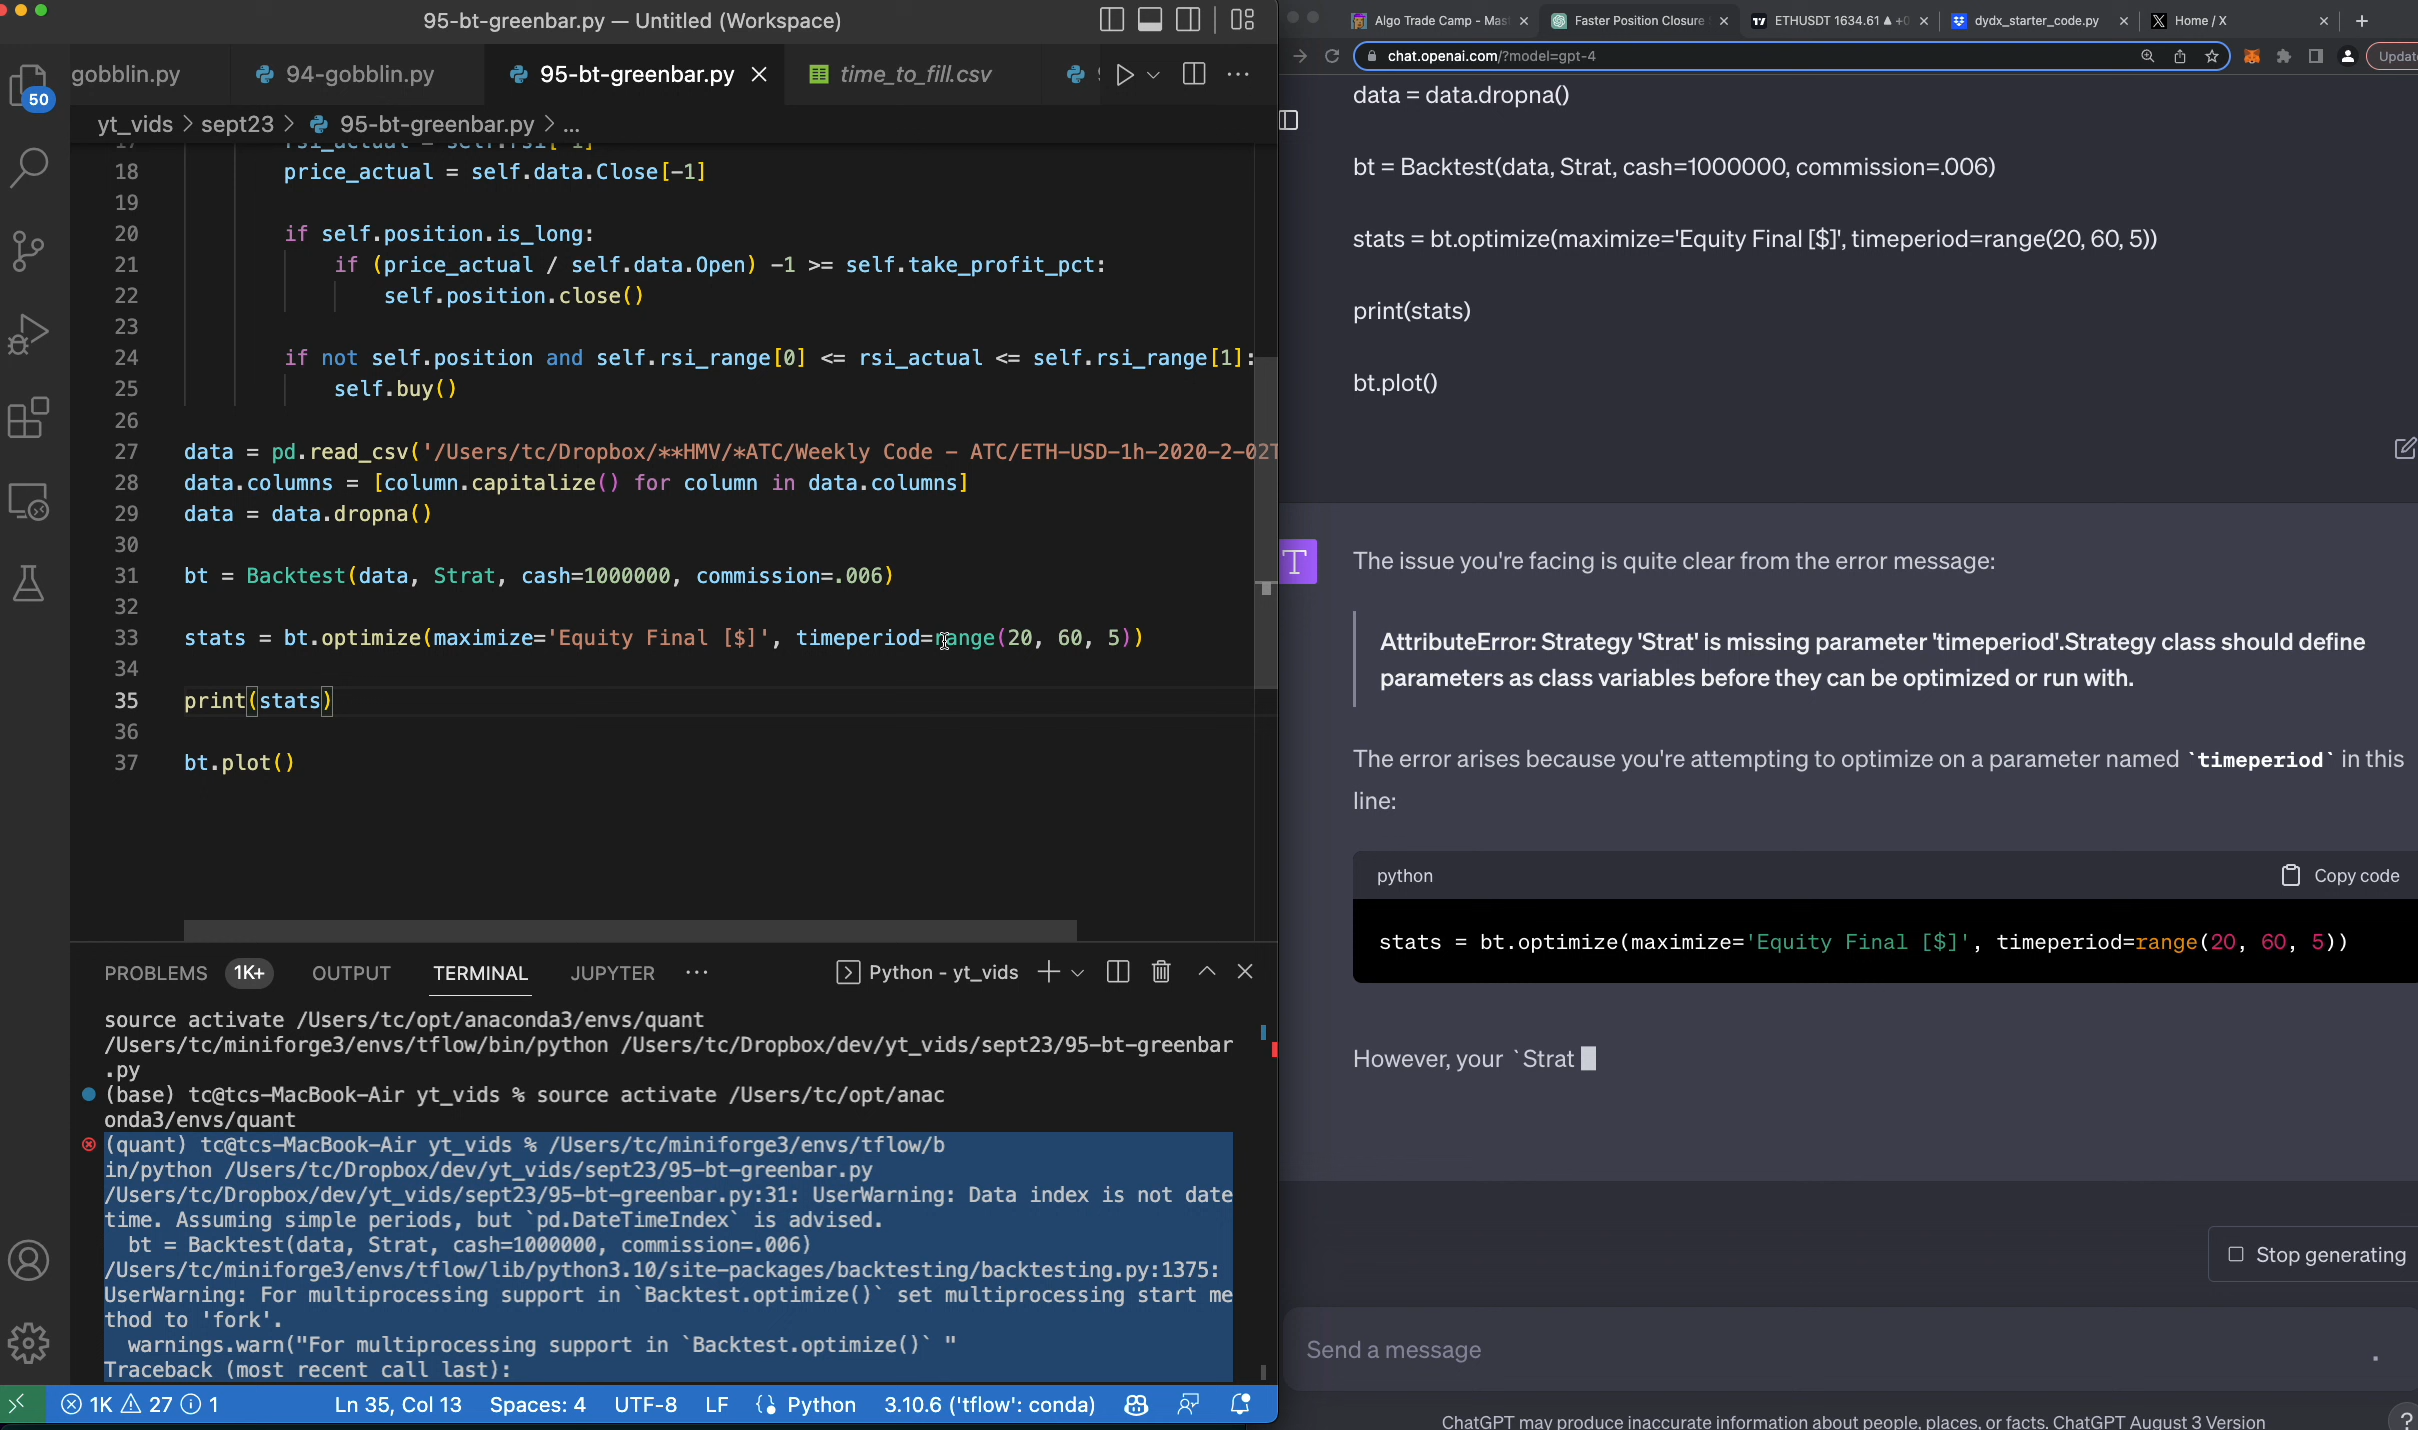 95-bt-greenbar.py — Untitled (Workspace)
gobblin.py
94-gobblin.py
95-bt-greenbar.py
time_to_fill.csv
50
yt_vids > sept23 > 95-bt-greenbar.py > ...
18 price_actual = self.data.Close[-1]
19
20 if self.position.is_long:
21 if (price_actual / self.data.Open) -1 >= self.take_profit_pct:
22 self.position.close()
23
24 if not self.position and self.rsi_range[0] <= rsi_actual <= self.rsi_range[1]:
25 self.buy()
26
27 data = pd.read_csv('/Users/tc/Dropbox/**HMV/*ATC/Weekly Code - ATC/ETH-USD-1h-2020-2-02T
28 data.columns = [column.capitalize() for column in data.columns]
29 data = data.dropna()
30
31 bt = Backtest(data, Strat, cash=1000000, commission=.006)
32
33 stats = bt.optimize(maximize='Equity Final [$]', timeperiod=range(20, 60, 5))
34
35 print(stats)
36
37 bt.plot()
PROBLEMS 1K+ OUTPUT TERMINAL JUPYTER ... Python - yt_vids
source activate /Users/tc/opt/anaconda3/envs/quant
/Users/tc/miniforge3/envs/tflow/bin/python /Users/tc/Dropbox/dev/yt_vids/sept23/95-bt-greenbar
.py
(base) tc@tcs-MacBook-Air yt_vids % source activate /Users/tc/opt/anac
onda3/envs/quant
(quant) tc@tcs-MacBook-Air yt_vids % /Users/tc/miniforge3/envs/tflow/b
in/python /Users/tc/Dropbox/dev/yt_vids/sept23/95-bt-greenbar.py
/Users/tc/Dropbox/dev/yt_vids/sept23/95-bt-greenbar.py:31: UserWarning: Data index is not date
time. Assuming simple periods, but `pd.DateTimeIndex` is advised.
bt = Backtest(data, Strat, cash=1000000, commission=.006)
/Users/tc/miniforge3/envs/tflow/lib/python3.10/site-packages/backtesting/backtesting.py:1375:
UserWarning: For multiprocessing support in `Backtest.optimize()` set multiprocessing start me
thod to 'fork'.
warnings.warn("For multiprocessing support in `Backtest.optimize()` "
Traceback (most recent call last):
1K 27 1 Ln 35, Col 13 Spaces: 4 UTF-8 LF Python 3.10.6 ('tflow': conda)
Algo Trade Camp - Mas
Faster Position Closure
ETHUSDT 1634.61 ▲ +0
dydx_starter_code.py
Home / X
chat.openai.com/?model=gpt-4
Update
data = data.dropna()
bt = Backtest(data, Strat, cash=1000000, commission=.006)
stats = bt.optimize(maximize='Equity Final [$]', timeperiod=range(20, 60, 5))
print(stats)
bt.plot()
T
The issue you're facing is quite clear from the error message:
AttributeError: Strategy 'Strat' is missing parameter 'timeperiod'.Strategy class should define
parameters as class variables before they can be optimized or run with.
The error arises because you're attempting to optimize on a parameter named `timeperiod` in this
line:
python
Copy code
stats = bt.optimize(maximize='Equity Final [$]', timeperiod=range(20, 60, 5))
However, your `Strat
Stop generating
Send a message
ChatGPT may produce inaccurate information about people, places, or facts. ChatGPT August 3 Version
?